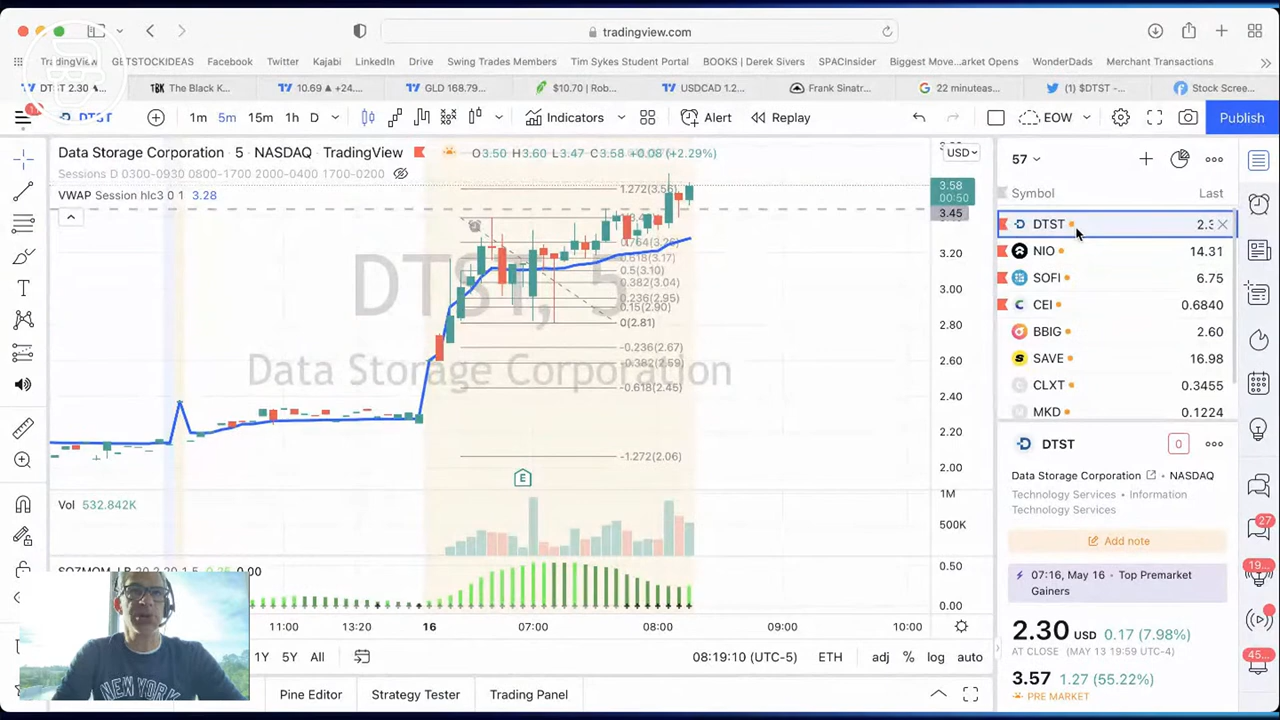 tradingview.com
TradingView GETSTOCKIDEAS Facebook Twitter Kajabi LinkedIn Drive Swing Trades Members Tim Sykes Student Portal BOOKS | Derek Sivers SPACInsider Biggest Move...arket Opens WonderDads Merchant Transactions
DTST 2.30 The Black K... 10.69 ▲ +24.... GLD 168.79... $10.70 | Rob... USDCAD 1.2... Frank Sinatr... 22 minuteas... (1) $DTST -... Stock Scree...
DTST 1m 5m 15m 1h D Indicators Alert Replay EOW Publish
Data Storage Corporation · 5 · NASDAQ · TradingView O3.50 H3.60 L3.47 C3.58 +0.08 (+2.29%) USD
Sessions D 0300-0930 0800-1700 2000-0400 1700-0200
VWAP Session hlc3 0 1 3.28
1.272(3.56)
0.764(3.26)
0.618(3.17)
0.5(3.10)
0.382(3.04)
0.236(2.95)
0.15(2.90)
0(2.81)
-0.236(2.67)
-0.382(2.59)
-0.618(2.45)
-1.272(2.06)
DTST, 5
Data Storage Corporation
E
3.58
00:50
3.45
3.20
3.00
2.80
2.60
2.40
2.20
2.00
Vol 532.842K
1M
500K
0.50
0.00
0.00
11:00 13:20 16 07:00 08:00 09:00 10:00
1Y 5Y All 08:19:10 (UTC-5) ETH adj % log auto
Pine Editor Strategy Tester Trading Panel
57
Symbol Last
DTST 2.3
NIO 14.31
SOFI 6.75
CEI 0.6840
BBIG 2.60
SAVE 16.98
CLXT 0.3455
MKD 0.1224
DTST 0
Data Storage Corporation · NASDAQ
Technology Services · Information
Technology Services
Add note
07:16, May 16 · Top Premarket
Gainers
2.30 USD 0.17 (7.98%)
AT CLOSE (MAY 13 19:59 UTC-4)
3.57 1.27 (55.22%)
PRE MARKET
27
19...
45...
NEW YORK